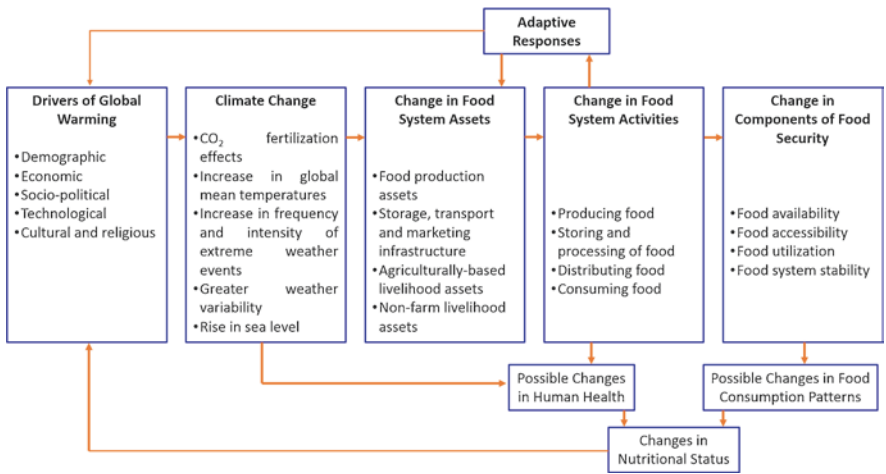 Adaptive
Responses
Drivers of Global
Warming
•Demographic
•Economic
•Socio-political
•Technological
•Cultural and religious
Climate Change
•CO₂ fertilization
effects
•Increase in global
mean temperatures
•Increase in frequency
and intensity of
extreme weather
events
•Greater weather
variability
•Rise in sea level
Change in Food
System Assets
•Food production
assets
•Storage, transport
and marketing
infrastructure
•Agriculturally-based
livelihood assets
•Non-farm livelihood
assets
Change in Food
System Activities
•Producing food
•Storing and
processing of food
•Distributing food
•Consuming food
Change in
Components of Food
Security
•Food availability
•Food accessibility
•Food utilization
•Food system stability
Possible Changes
in Human Health
Possible Changes in Food
Consumption Patterns
Changes in
Nutritional Status